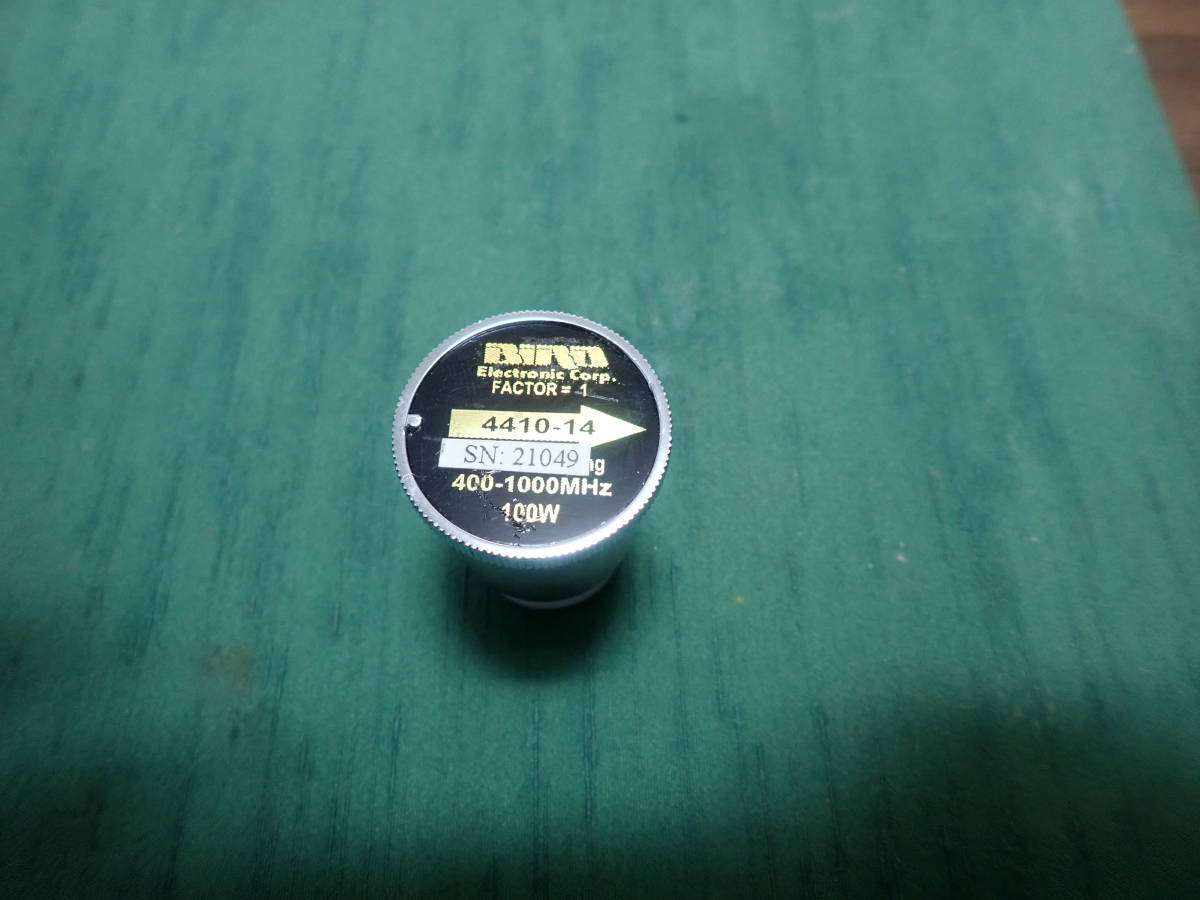 BIRD
Electronic Corp.
FACTOR = 1
4410-14
SN: 21049
400-1000MHz
100W